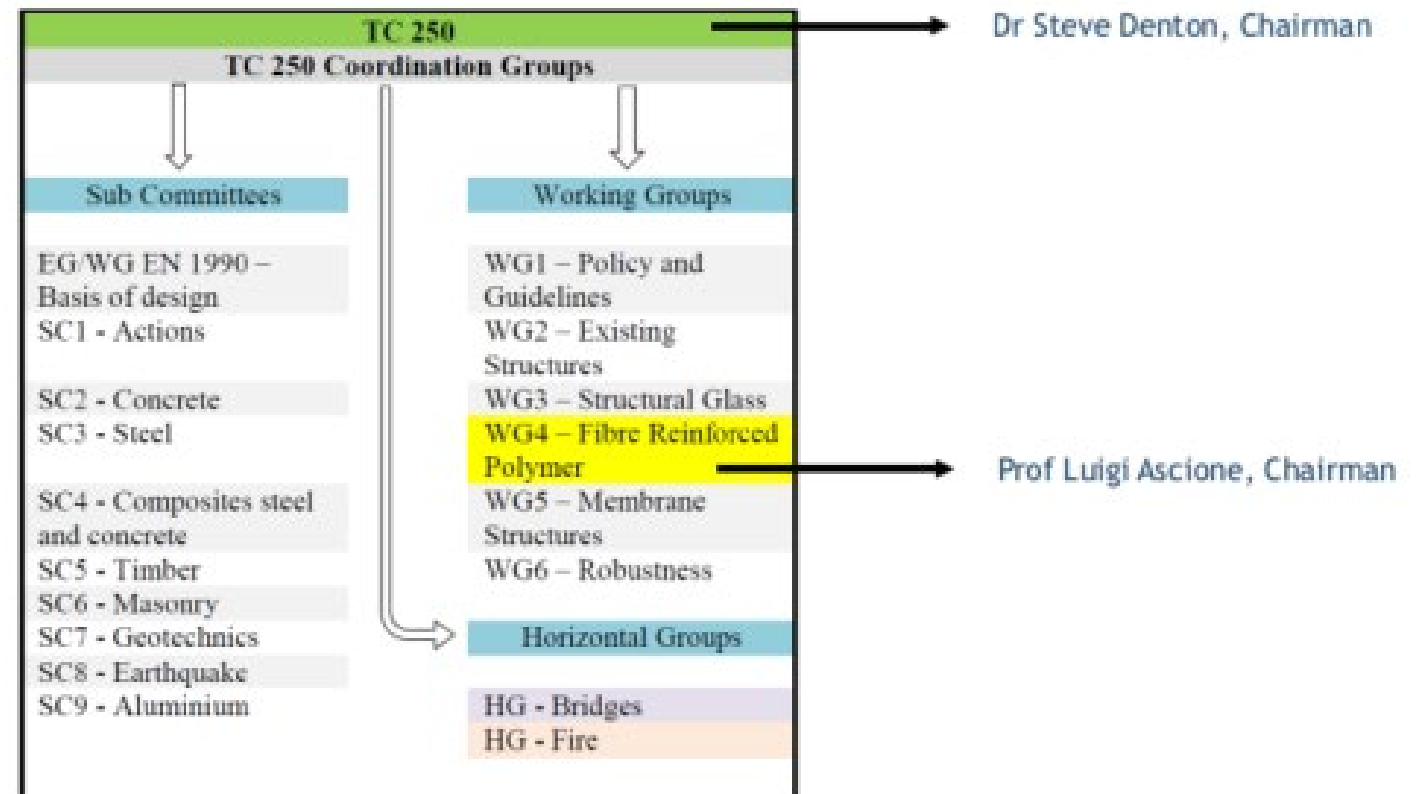 TC 250
Dr Steve Denton, Chairman
TC 250 Coordination Groups
Sub Committees
EG/WG EN 1990 –
Basis of design
SC1 - Actions
SC2 - Concrete
SC3 - Steel
SC4 - Composites steel
and concrete
SC5 - Timber
SC6 - Masonry
SC7 - Geotechnics
SC8 - Earthquake
SC9 - Aluminium
Working Groups
WG1 – Policy and
Guidelines
WG2 – Existing
Structures
WG3 – Structural Glass
WG4 – Fibre Reinforced
Polymer
Prof Luigi Ascione, Chairman
WG5 – Membrane
Structures
WG6 – Robustness
Horizontal Groups
HG - Bridges
HG - Fire